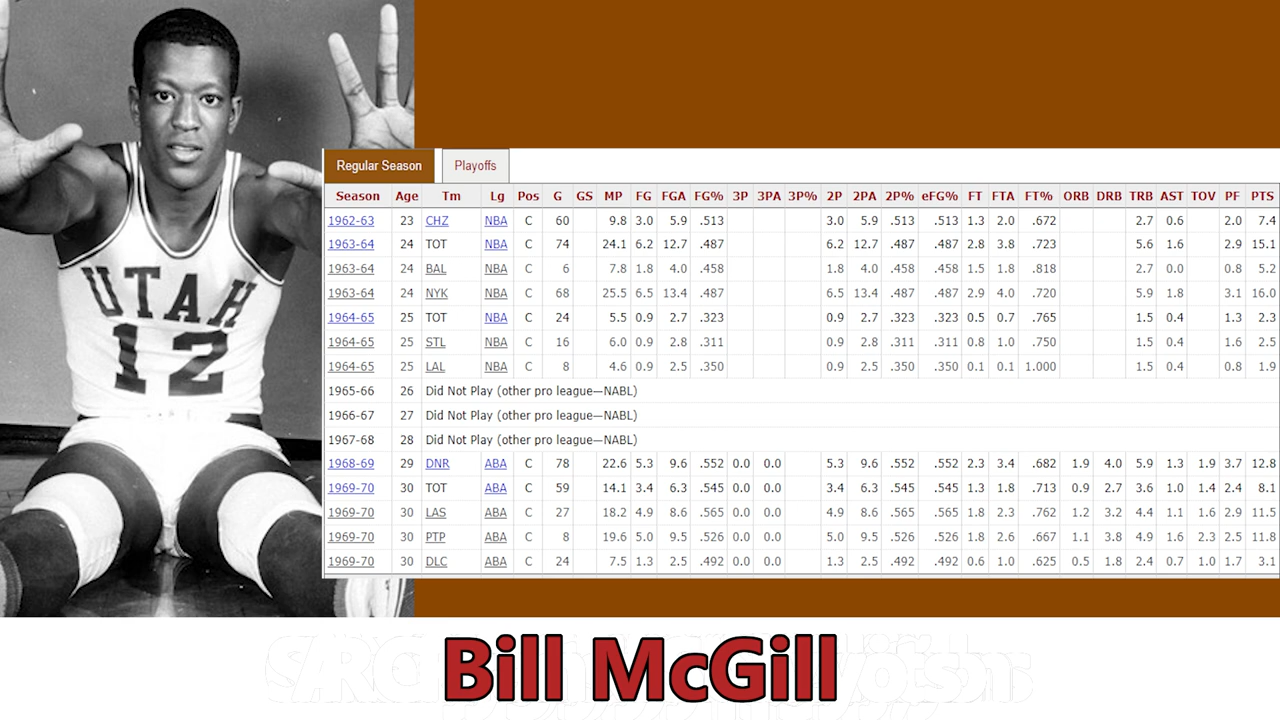 UTAH
12
Regular Season Playoffs
Season Age Tm Lg Pos G GS MP FG FGA FG% 3P 3PA 3P% 2P 2PA 2P% eFG% FT FTA FT% ORB DRB TRB AST TOV PF PTS
1962-63 23 CHZ NBA C 60 9.8 3.0 5.9 .513 3.0 5.9 .513 .513 1.3 2.0 .672 2.7 0.6 2.0 7.4
1963-64 24 TOT NBA C 74 24.1 6.2 12.7 .487 6.2 12.7 .487 .487 2.8 3.8 .723 5.6 1.6 2.9 15.1
1963-64 24 BAL NBA C 6 7.8 1.8 4.0 .458 1.8 4.0 .458 .458 1.5 1.8 .818 2.7 0.0 0.8 5.2
1963-64 24 NYK NBA C 68 25.5 6.5 13.4 .487 6.5 13.4 .487 .487 2.9 4.0 .720 5.9 1.8 3.1 16.0
1964-65 25 TOT NBA C 24 5.5 0.9 2.7 .323 0.9 2.7 .323 .323 0.5 0.7 .765 1.5 0.4 1.3 2.3
1964-65 25 STL NBA C 16 6.0 0.9 2.8 .311 0.9 2.8 .311 .311 0.8 1.0 .750 1.5 0.4 1.6 2.5
1964-65 25 LAL NBA C 8 4.6 0.9 2.5 .350 0.9 2.5 .350 .350 0.1 0.1 1.000 1.5 0.4 0.8 1.9
1965-66 26 Did Not Play (other pro league—NABL)
1966-67 27 Did Not Play (other pro league—NABL)
1967-68 28 Did Not Play (other pro league—NABL)
1968-69 29 DNR ABA C 78 22.6 5.3 9.6 .552 0.0 0.0 5.3 9.6 .552 .552 2.3 3.4 .682 1.9 4.0 5.9 1.3 1.9 3.7 12.8
1969-70 30 TOT ABA C 59 14.1 3.4 6.3 .545 0.0 0.0 3.4 6.3 .545 .545 1.3 1.8 .713 0.9 2.7 3.6 1.0 1.4 2.4 8.1
1969-70 30 LAS ABA C 27 18.2 4.9 8.6 .565 0.0 0.0 4.9 8.6 .565 .565 1.8 2.3 .762 1.2 3.2 4.4 1.1 1.6 2.9 11.5
1969-70 30 PTP ABA C 8 19.6 5.0 9.5 .526 0.0 0.0 5.0 9.5 .526 .526 1.8 2.6 .667 1.1 3.8 4.9 1.6 2.3 2.5 11.8
1969-70 30 DLC ABA C 24 7.5 1.3 2.5 .492 0.0 0.0 1.3 2.5 .492 .492 0.6 1.0 .625 0.5 1.8 2.4 0.7 1.0 1.7 3.1
Bill McGill